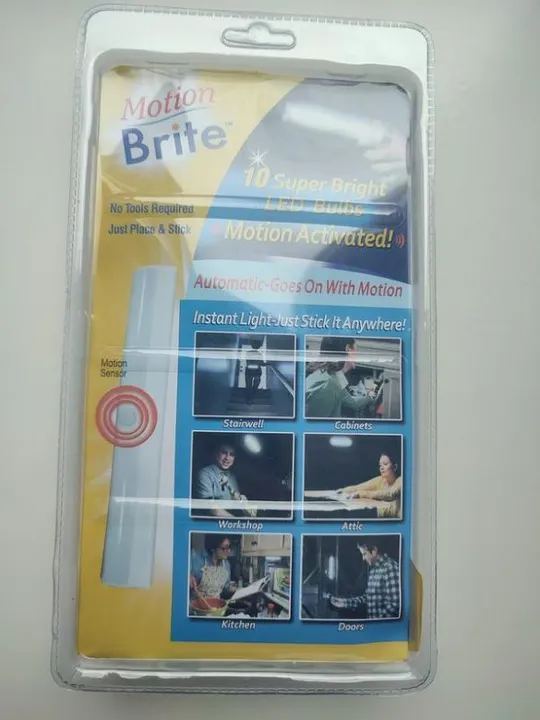 Motion
Brite™
10 Super Bright
LED Bulbs
No Tools Required
Just Place & Stick
Motion Activated!
Automatic-Goes On With Motion
Instant Light-Just Stick It Anywhere!
Motion
Sensor
Stairwell
Cabinets
Workshop
Attic
Kitchen
Doors